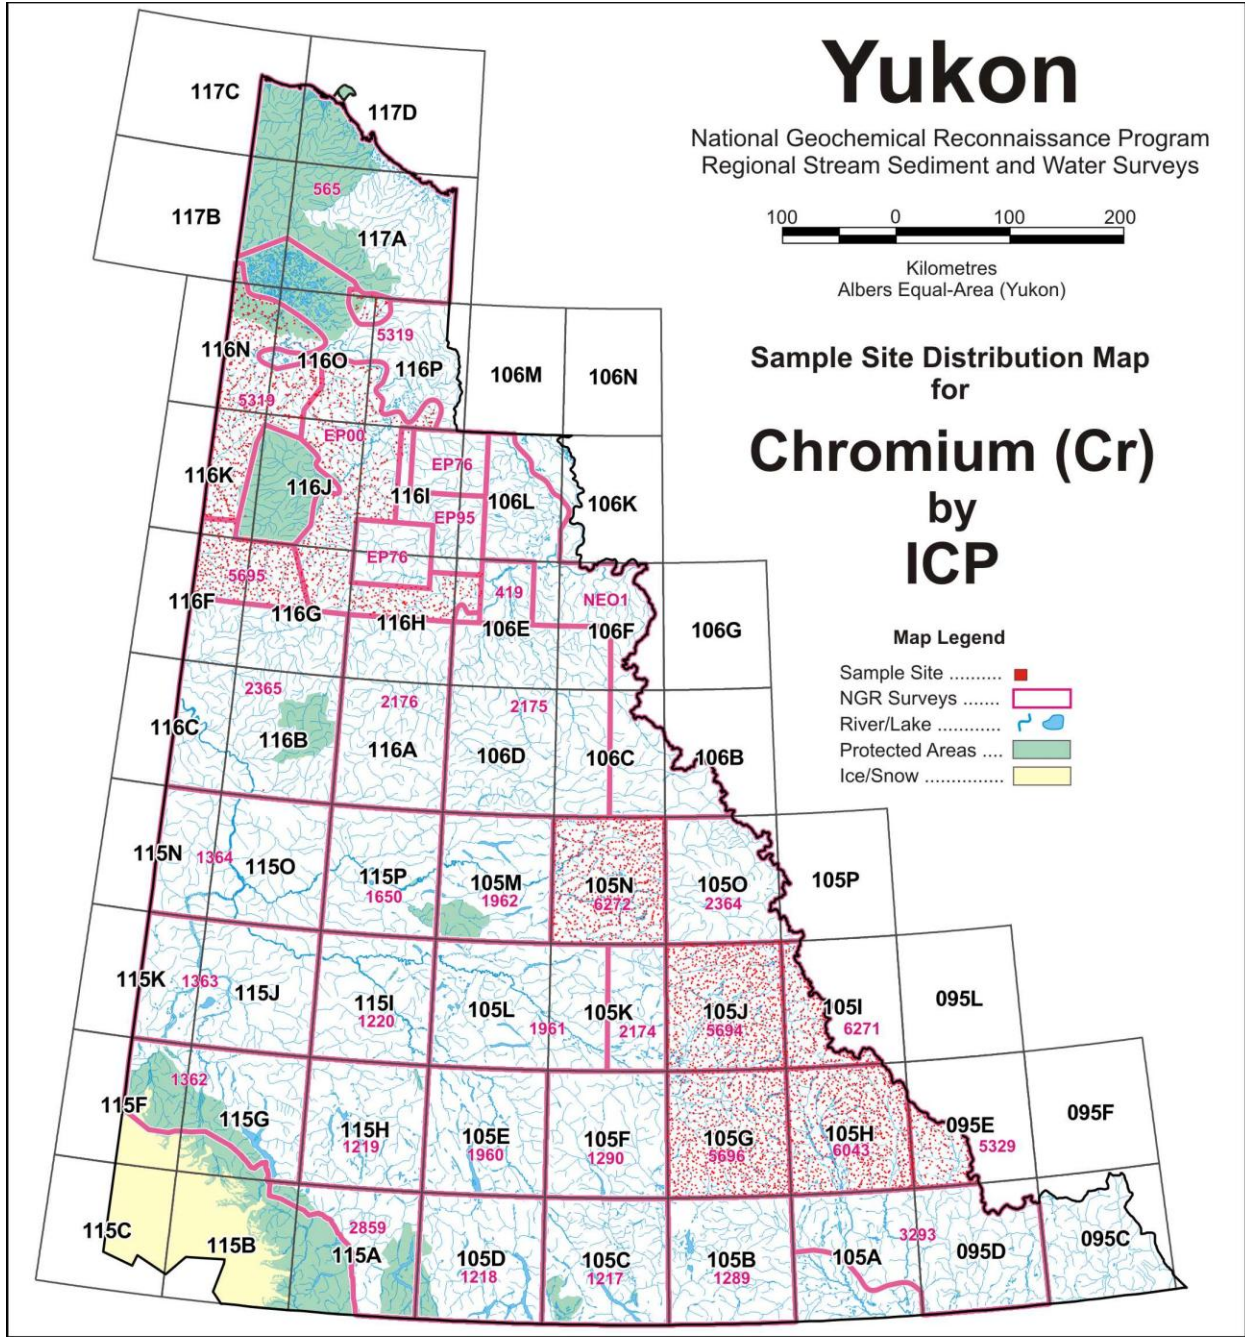 Yukon
National Geochemical Reconnaissance Program
Regional Stream Sediment and Water Surveys
100 0 100 200
Kilometres
Albers Equal-Area (Yukon)
Sample Site Distribution Map
for
Chromium (Cr)
by
ICP
Map Legend
Sample Site ..........
NGR Surveys .......
River/Lake ............
Protected Areas ....
Ice/Snow ...............
117C
117D
565
117B
117A
5319
116N
116O
116P
106M
106N
5319
EP00
EP76
116K
116J
116I
106L
106K
EP95
EP76
5695
419
NEO1
116F
116G
116H
106E
106F
106G
2365
2176
2175
116C
116B
116A
106D
106C
106B
115N
1364
115O
115P
1650
105M
1962
105N
6272
105O
2364
105P
115K
1363
115J
115I
1220
105L
1961
105K
2174
105J
5694
105I
6271
095L
1362
115F
115G
115H
1219
105E
1960
105F
1290
105G
5696
105H
6043
095E
5329
095F
115C
115B
2859
115A
105D
1218
105C
1217
105B
1289
105A
3293
095D
095C